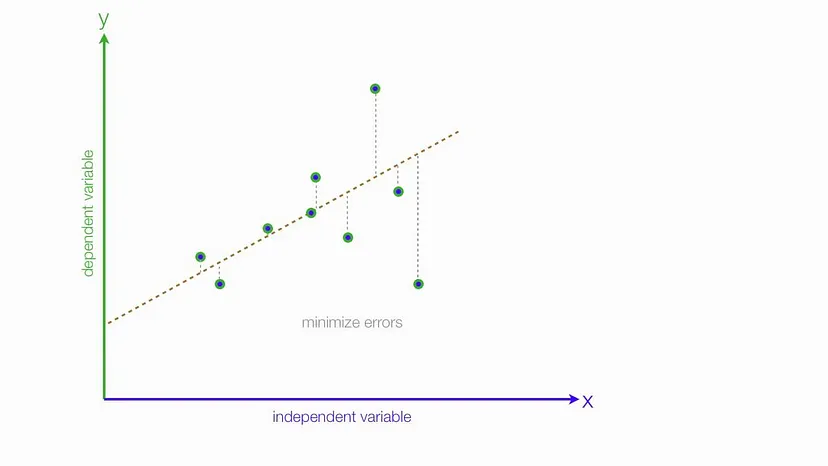 y
dependent variable
minimize errors
x
independent variable